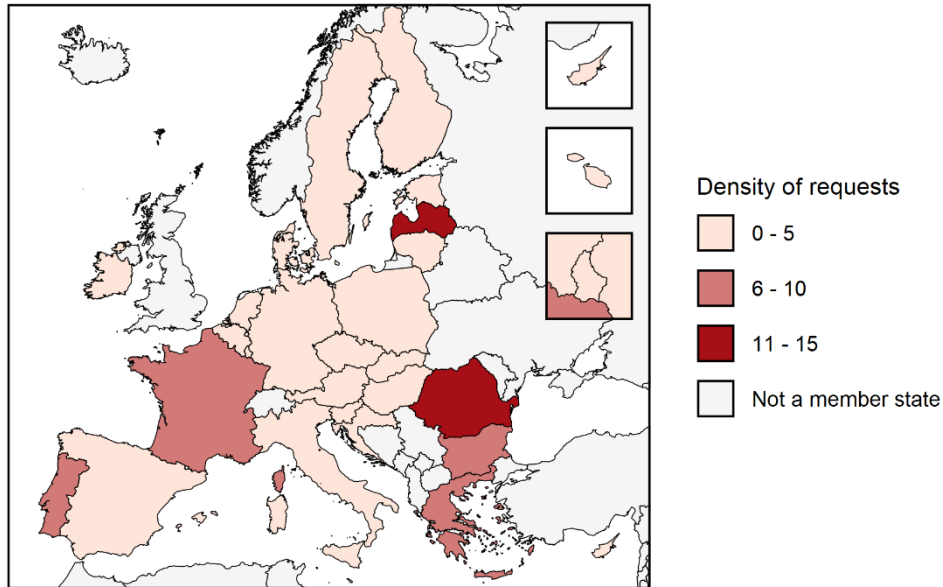 Density of requests
0 - 5
6 - 10
11 - 15
Not a member state